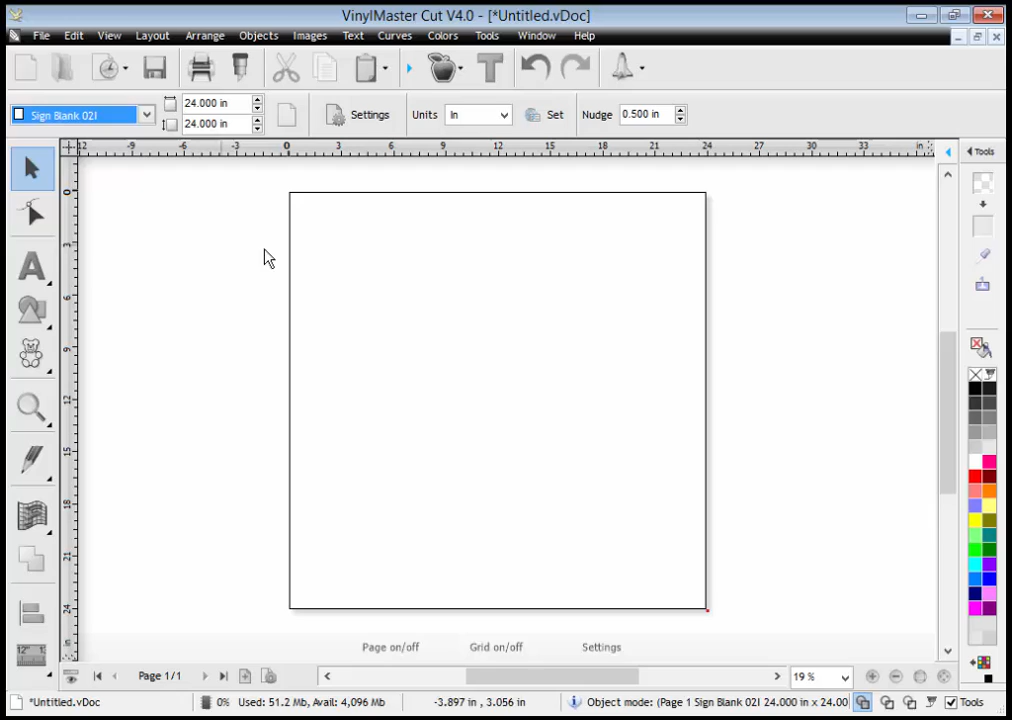 VinylMaster Cut V4.0 - [*Untitled.vDoc]
File Edit View Layout Arrange Objects Images Text Curves Colors Tools Window Help
Sign Blank 02I
24.000 in
24.000 in
Settings
Units
In
Set
Nudge
0.500 in
12 -9 -6 -3 0 3 6 9 12 15 18 21 24 27 30 33 in
Tools
0
3
6
9
12
15
18
21
24
in
A
12"
Page on/off Grid on/off Settings
Page 1/1
19 %
*Untitled.vDoc
0% Used: 51.2 Mb, Avail: 4,096 Mb
-3.897 in , 3.056 in
Object mode: (Page 1 Sign Blank 02I 24.000 in x 24.00
Tools